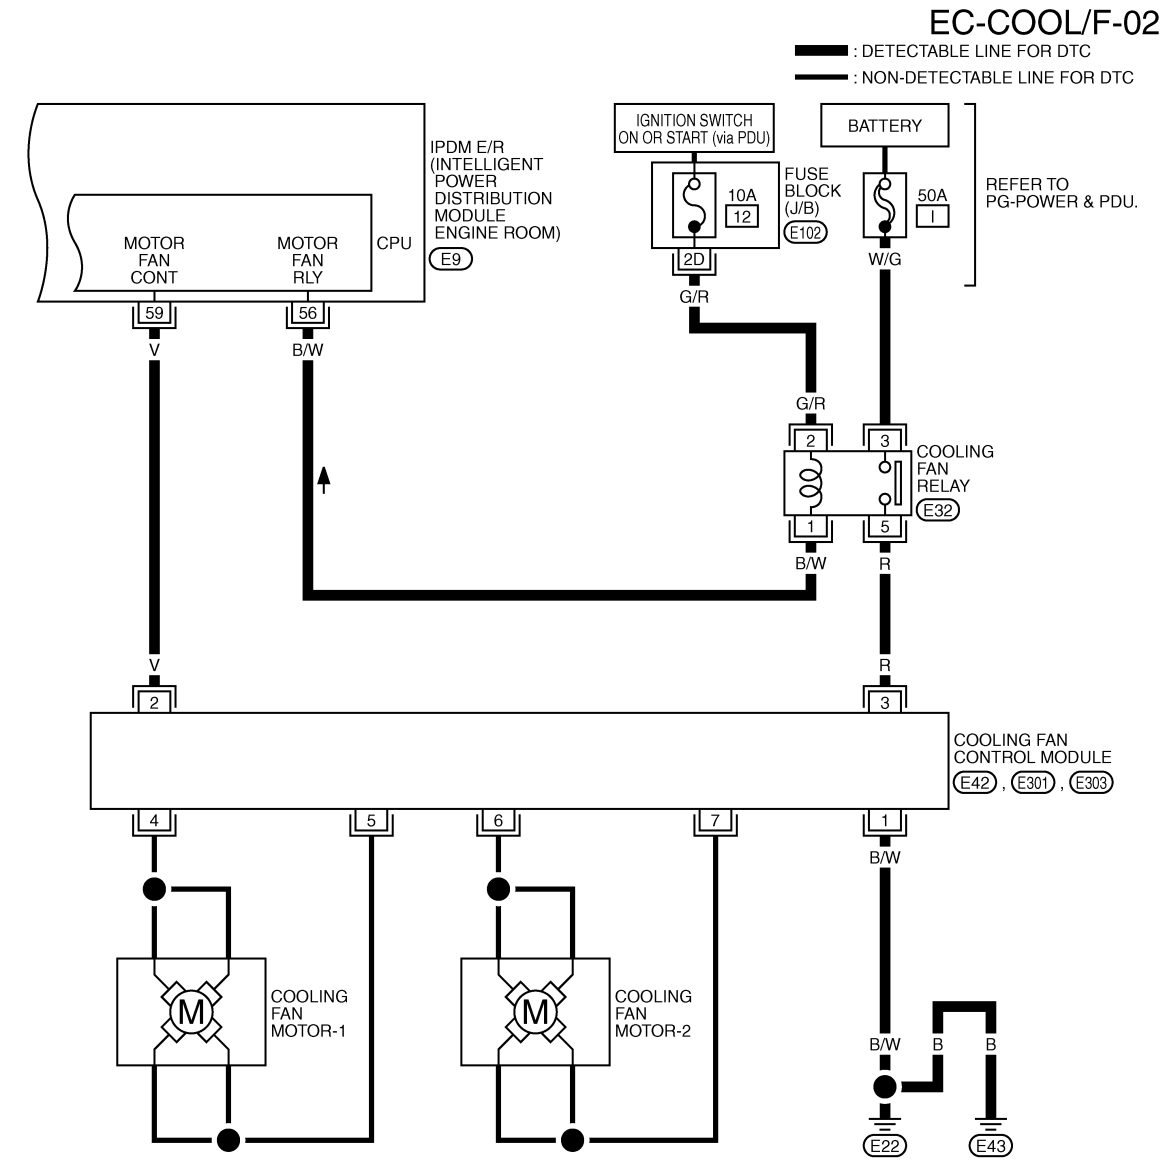 EC-COOL/F-02
: DETECTABLE LINE FOR DTC
: NON-DETECTABLE LINE FOR DTC
IGNITION SWITCH
ON OR START (via PDU)
BATTERY
IPDM E/R
(INTELLIGENT
POWER
DISTRIBUTION
MODULE
ENGINE ROOM)
E9
FUSE
BLOCK
(J/B)
E102
10A
12
50A
I
REFER TO
PG-POWER & PDU.
MOTOR
FAN
CONT
MOTOR
FAN
RLY
CPU
2D
W/G
G/R
59
56
V
B/W
G/R
2
3
COOLING
FAN
RELAY
E32
1
5
B/W
R
V
R
2
3
COOLING FAN
CONTROL MODULE
E42 , E301 , E303
4
5
6
7
1
B/W
M
COOLING
FAN
MOTOR-1
M
COOLING
FAN
MOTOR-2
B/W
B
B
E22
E43